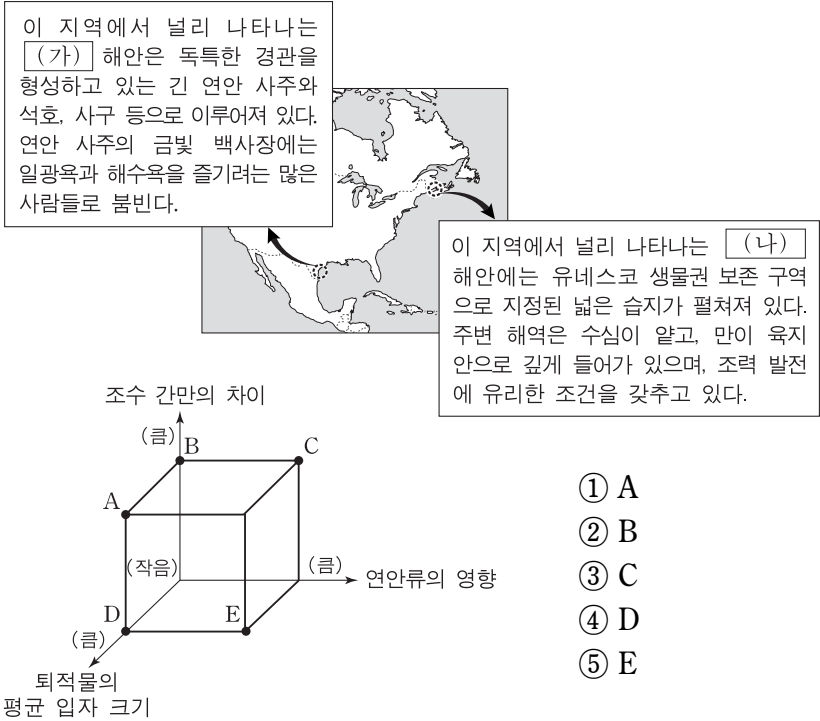 이 지역에서 널리 나타나는
(가) 해안은 독특한 경관을
형성하고 있는 긴 연안 사주와
석호, 사구 등으로 이루어져 있다.
연안 사주의 금빛 백사장에는
일광욕과 해수욕을 즐기려는 많은
사람들로 붐빈다.
이 지역에서 널리 나타나는 (나)
해안에는 유네스코 생물권 보존 구역
으로 지정된 넓은 습지가 펼쳐져 있다.
주변 해역은 수심이 얕고, 만이 육지
안으로 깊게 들어가 있으며, 조력 발전
에 유리한 조건을 갖추고 있다.
조수 간만의 차이
(큼)
B
C
A
(작음)
(큼)
연안류의 영향
D
E
(큼)
퇴적물의
평균 입자 크기
① A
② B
③ C
④ D
⑤ E